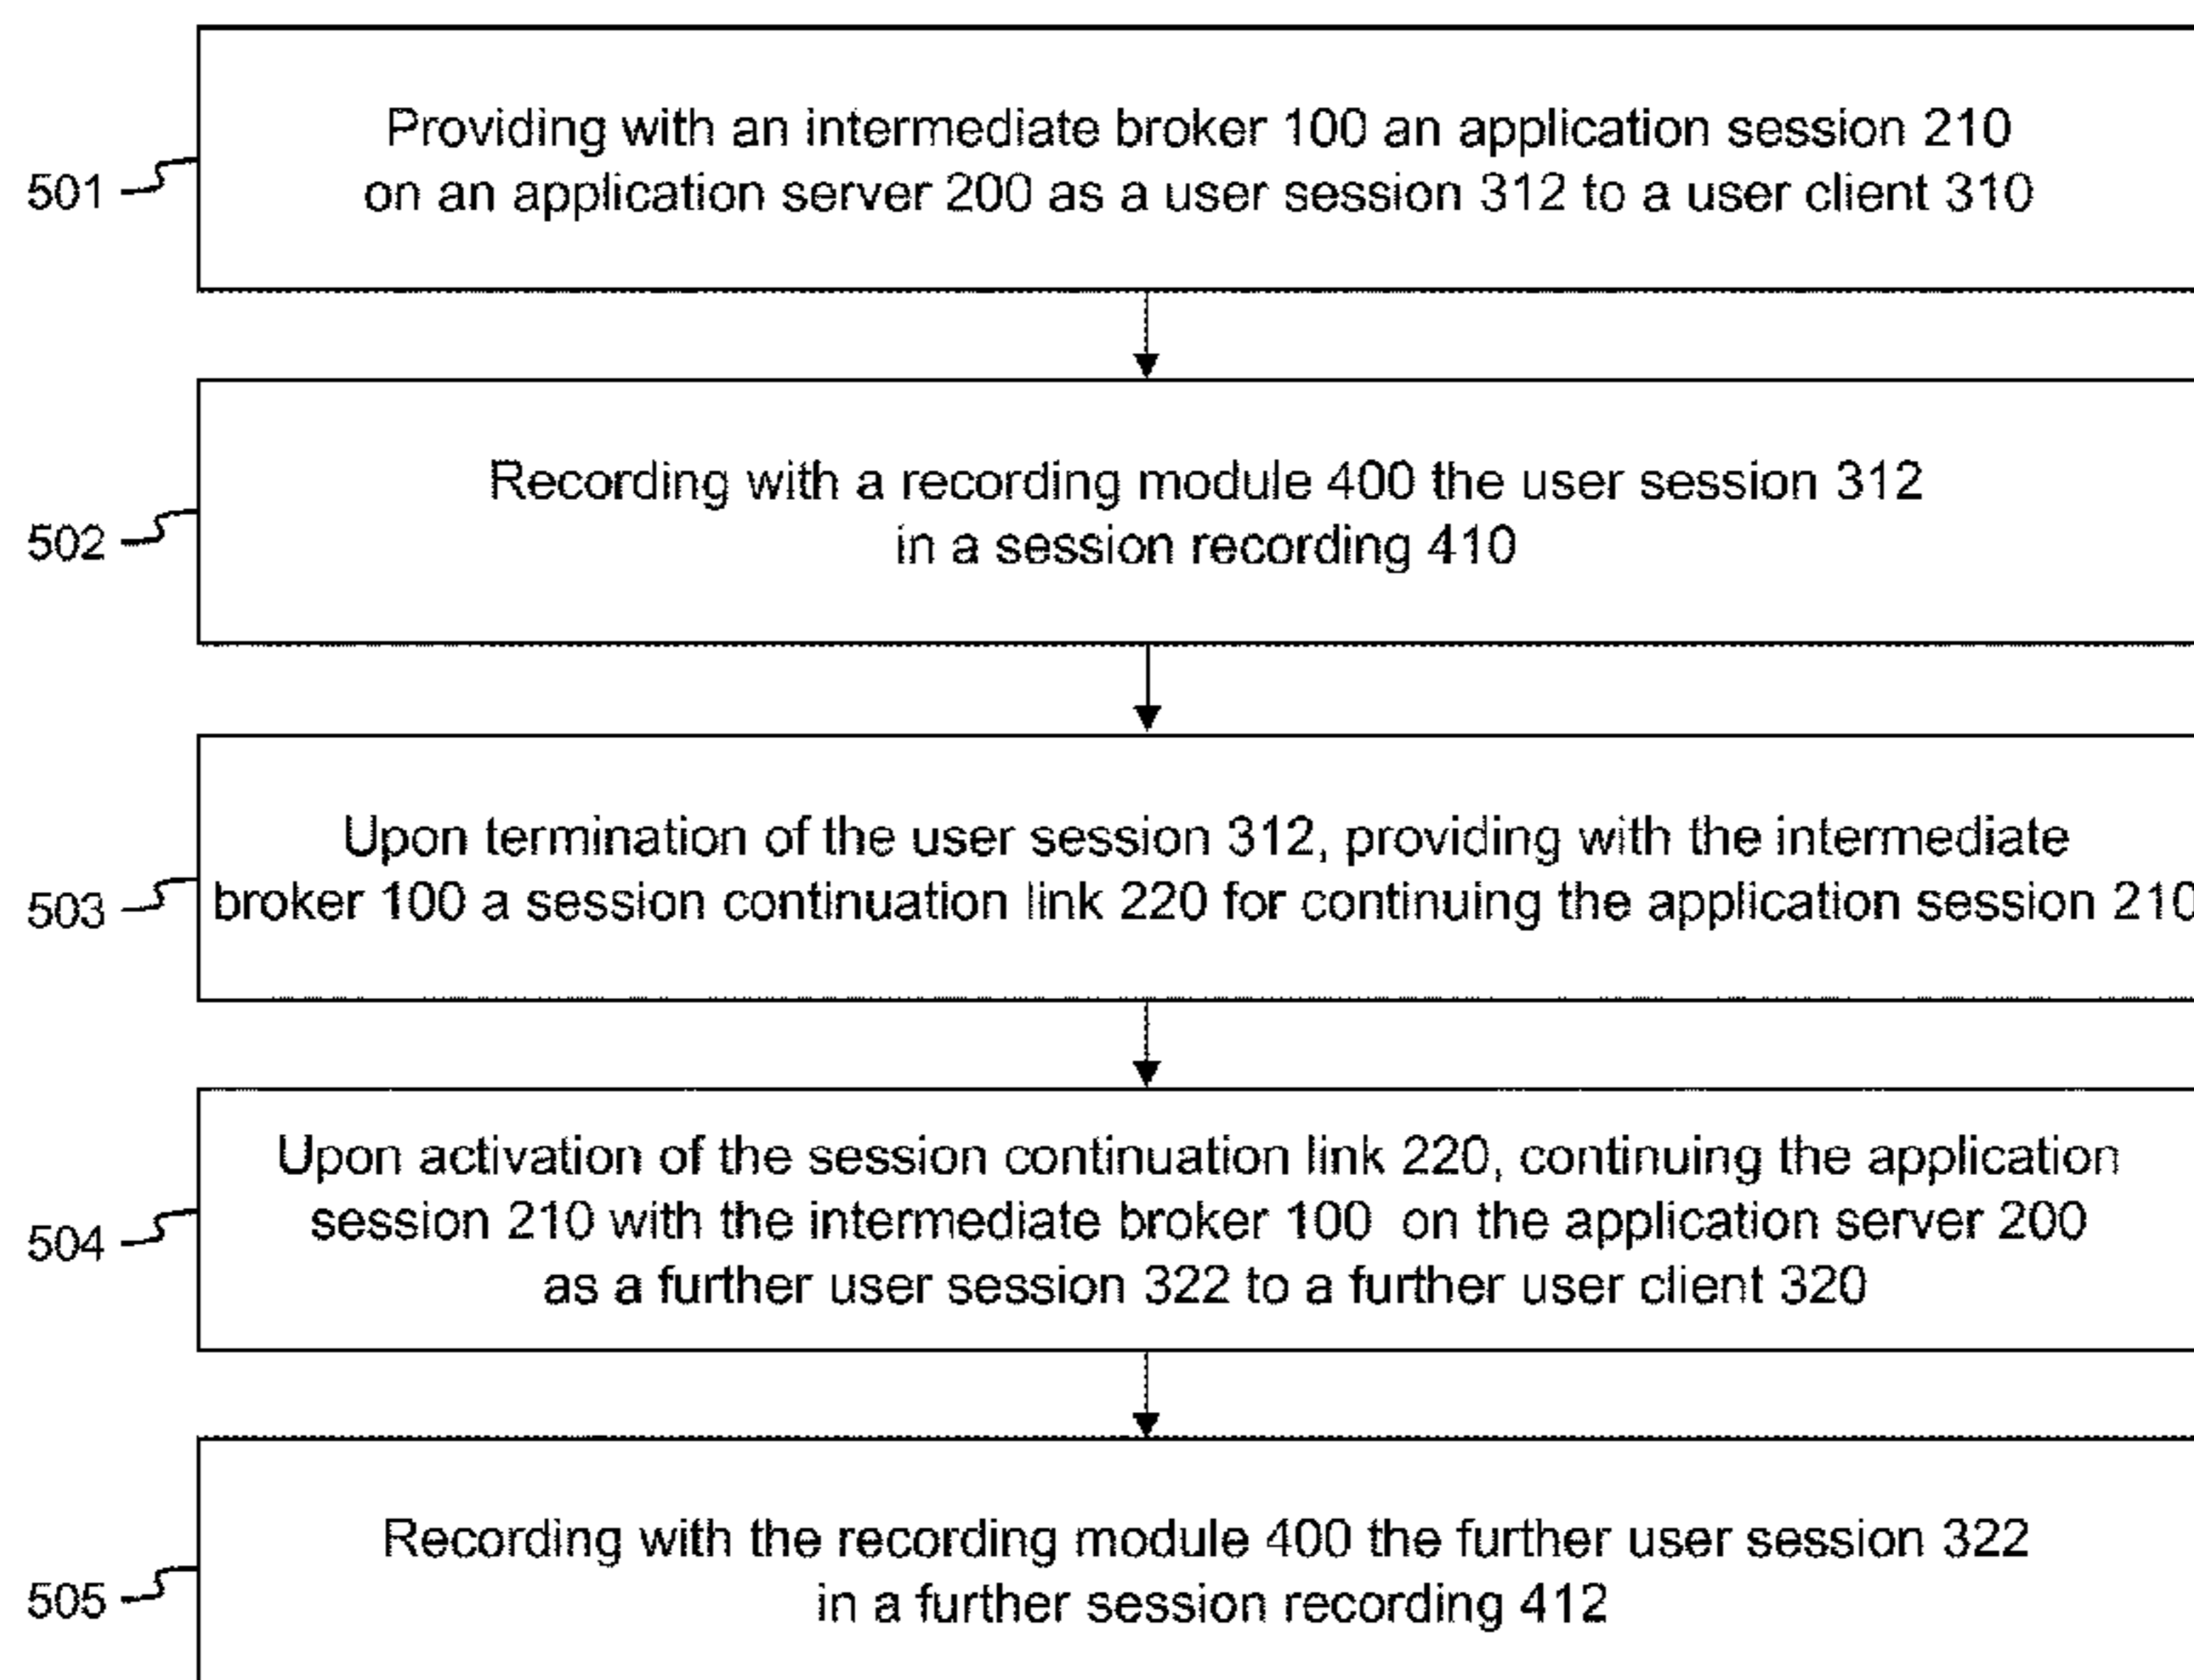 Providing with an intermediate broker 100 an application session 210
501
on an application server 200 as a user session 312 to a user client 310
Recording with a recording module 400 the user session 312
502
in a session recording 410
Upon termination of the user session 312, providing with the intermediate
503
broker 100 a session continuation link 220 for continuing the application session 210
Upon activation of the session continuation link 220, continuing the application
504
session 210 with the intermediate broker 100 on the application server 200
as a further user session 322 to a further user client 320
Recording with the recording module 400 the further user session 322
505
in a further session recording 412